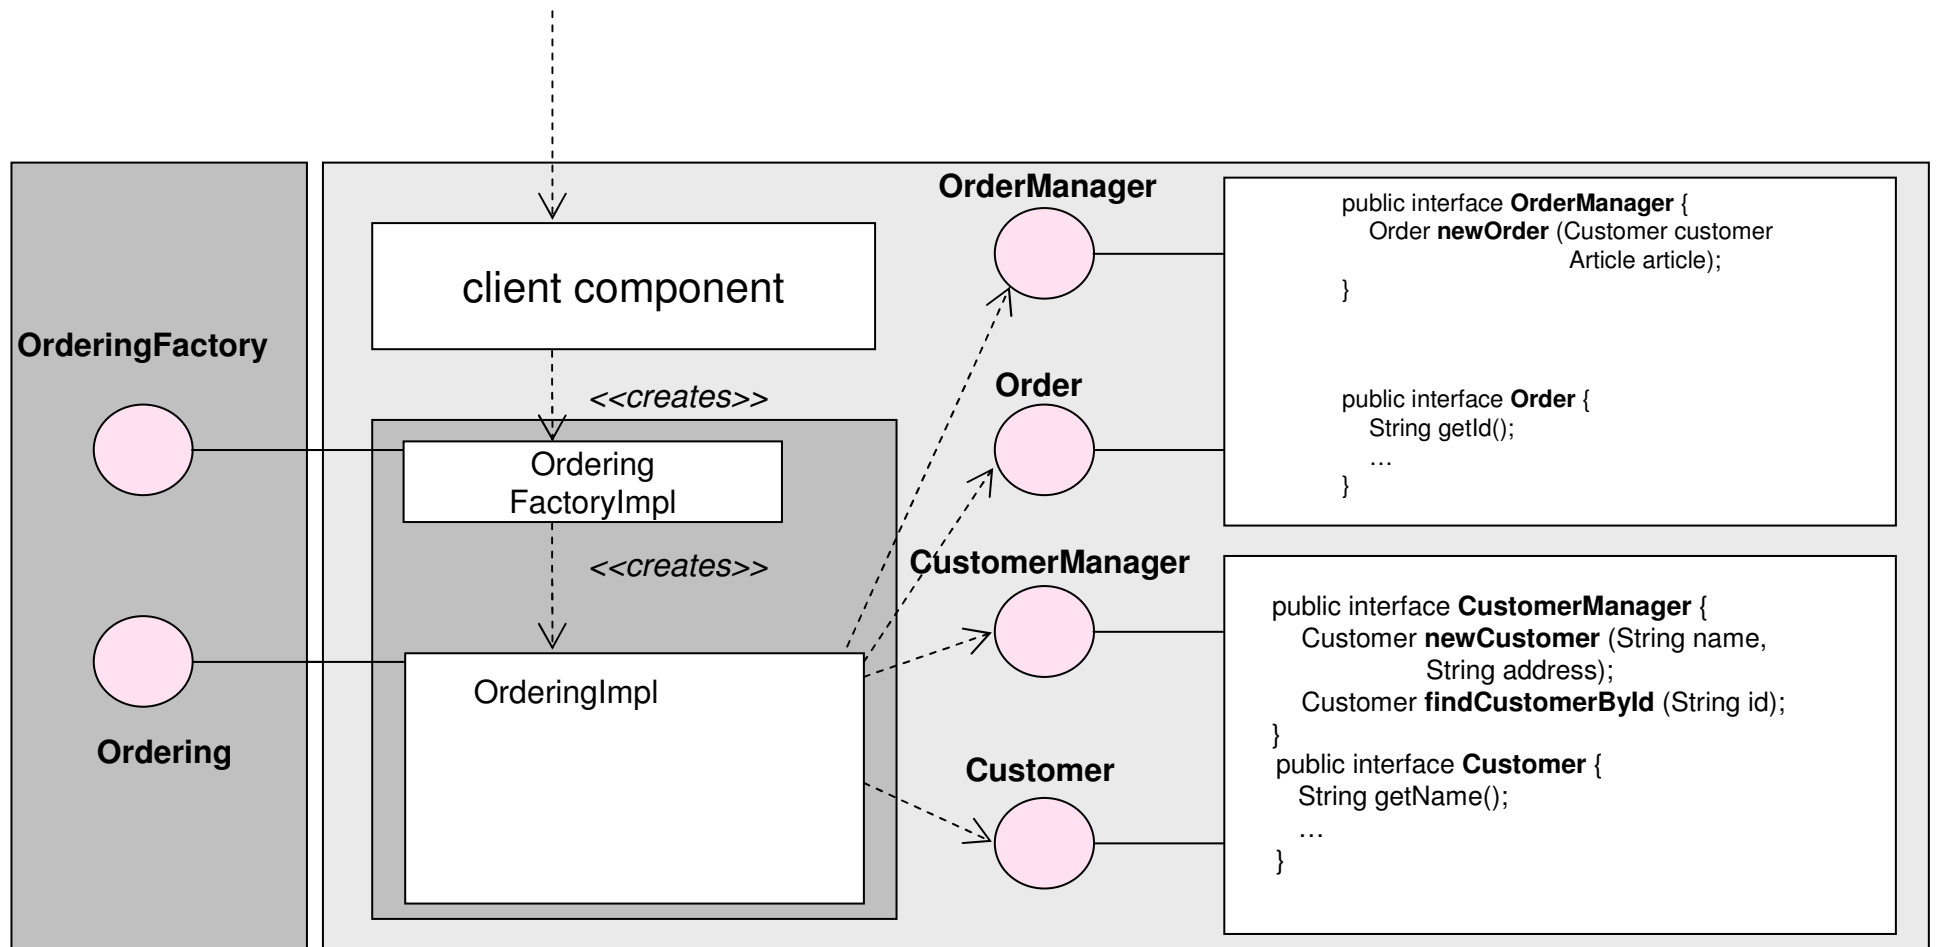 OrderingFactory
Ordering
client component
<<creates>>
Ordering
FactoryImpl
<<creates>>
OrderingImpl
OrderManager
Order
CustomerManager
Customer
public interface OrderManager {
Order newOrder (Customer customer
Article article);
}
public interface Order {
String getId();
…
}
public interface CustomerManager {
Customer newCustomer (String name,
String address);
Customer findCustomerById (String id);
}
public interface Customer {
String getName();
…
}